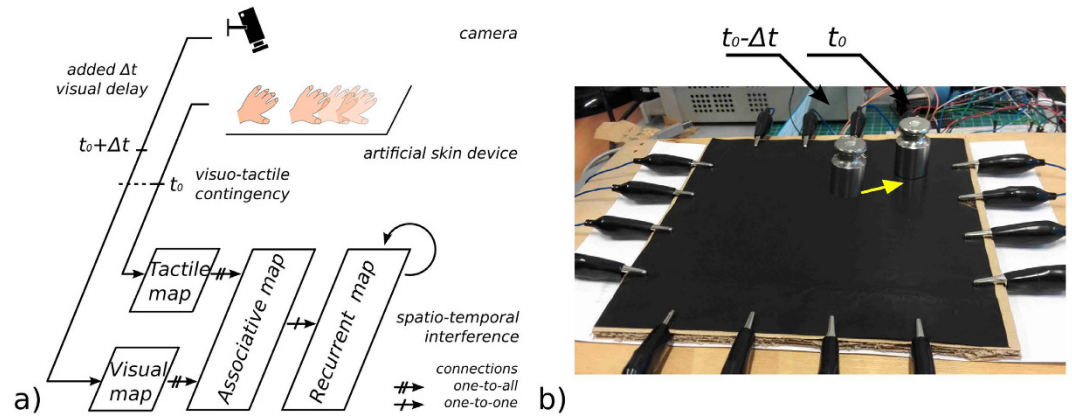 camera
added Δt
visual delay
artificial skin device
t₀+Δt
t₀
visuo-tactile
contingency
Tactile
map
Visual
map
Associative map
Recurrent map
spatio-temporal
interference
connections
one-to-all
one-to-one
a)
t₀-Δt
t₀
b)